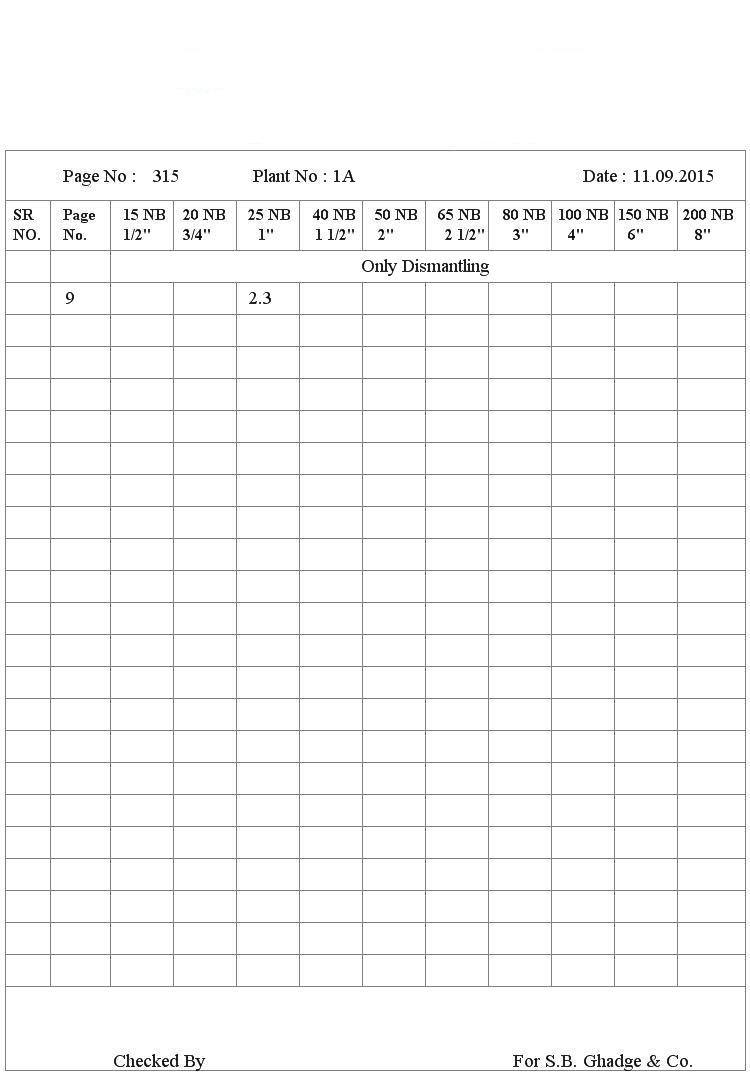 Page No : 315 Plant No : 1A Date : 11.09.2015
SR Page 15 NB 20 NB 25 NB 40 NB 50 NB 65 NB 80 NB 100 NB 150 NB 200 NB
NO. No. 1/2" 3/4" 1" 1 1/2" 2" 2 1/2" 3" 4" 6" 8"
Only Dismantling
9 2.3
Checked By For S.B. Ghadge & Co.